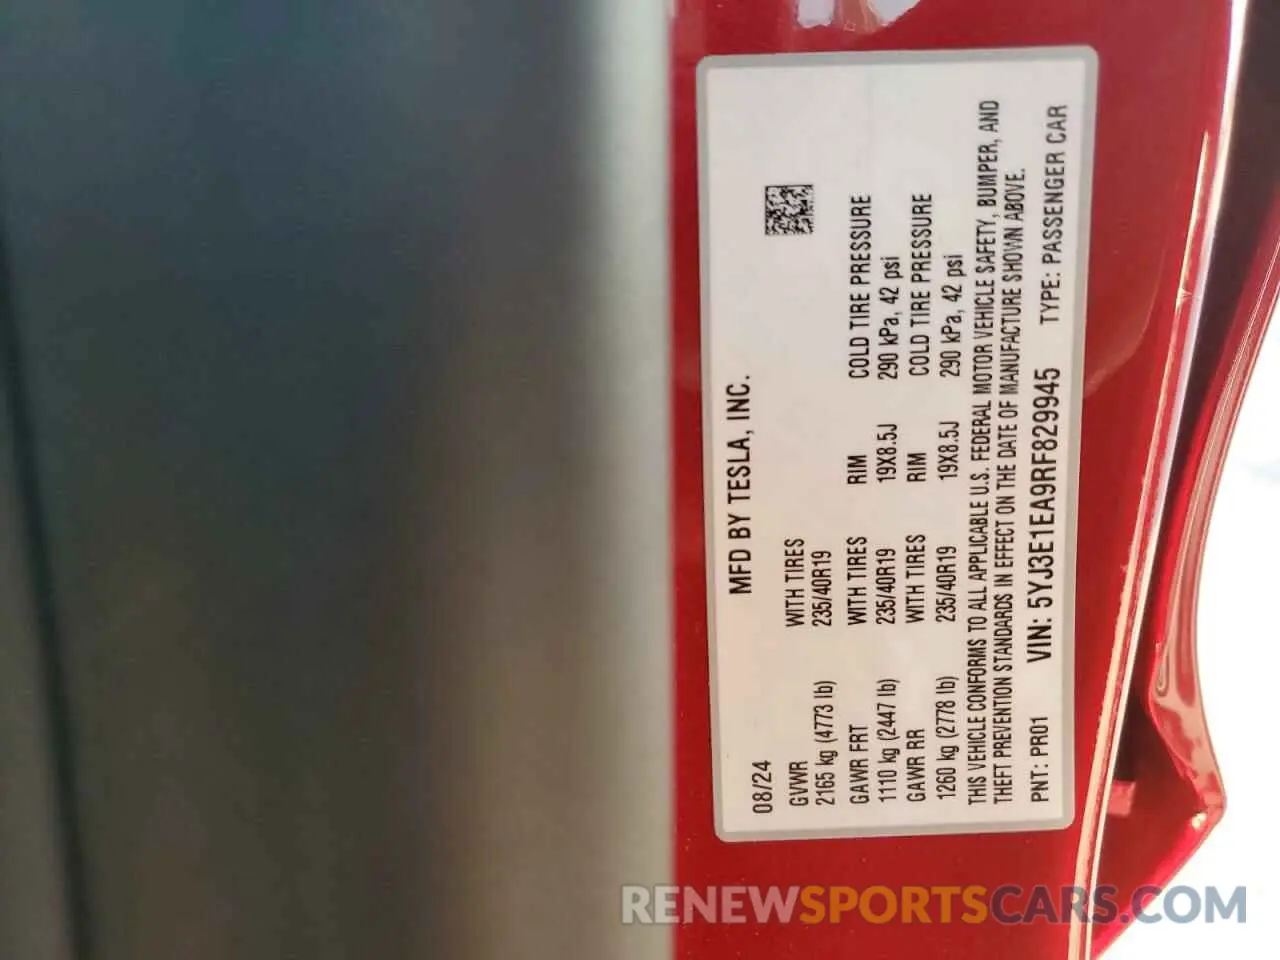 MFD BY TESLA, INC.
08/24
GVWR WITH TIRES
2165 kg (4773 lb) 235/40R19
GAWR FRT WITH TIRES RIM COLD TIRE PRESSURE
1110 kg (2447 lb) 235/40R19 19X8.5J 290 kPa, 42 psi
GAWR RR WITH TIRES RIM COLD TIRE PRESSURE
1260 kg (2778 lb) 235/40R19 19X8.5J 290 kPa, 42 psi
THIS VEHICLE CONFORMS TO ALL APPLICABLE U.S. FEDERAL MOTOR VEHICLE SAFETY, BUMPER, AND
THEFT PREVENTION STANDARDS IN EFFECT ON THE DATE OF MANUFACTURE SHOWN ABOVE.
PNT: PR01 VIN: 5YJ3E1EA9RF829945 TYPE: PASSENGER CAR
RENEWSPORTSCARS.COM